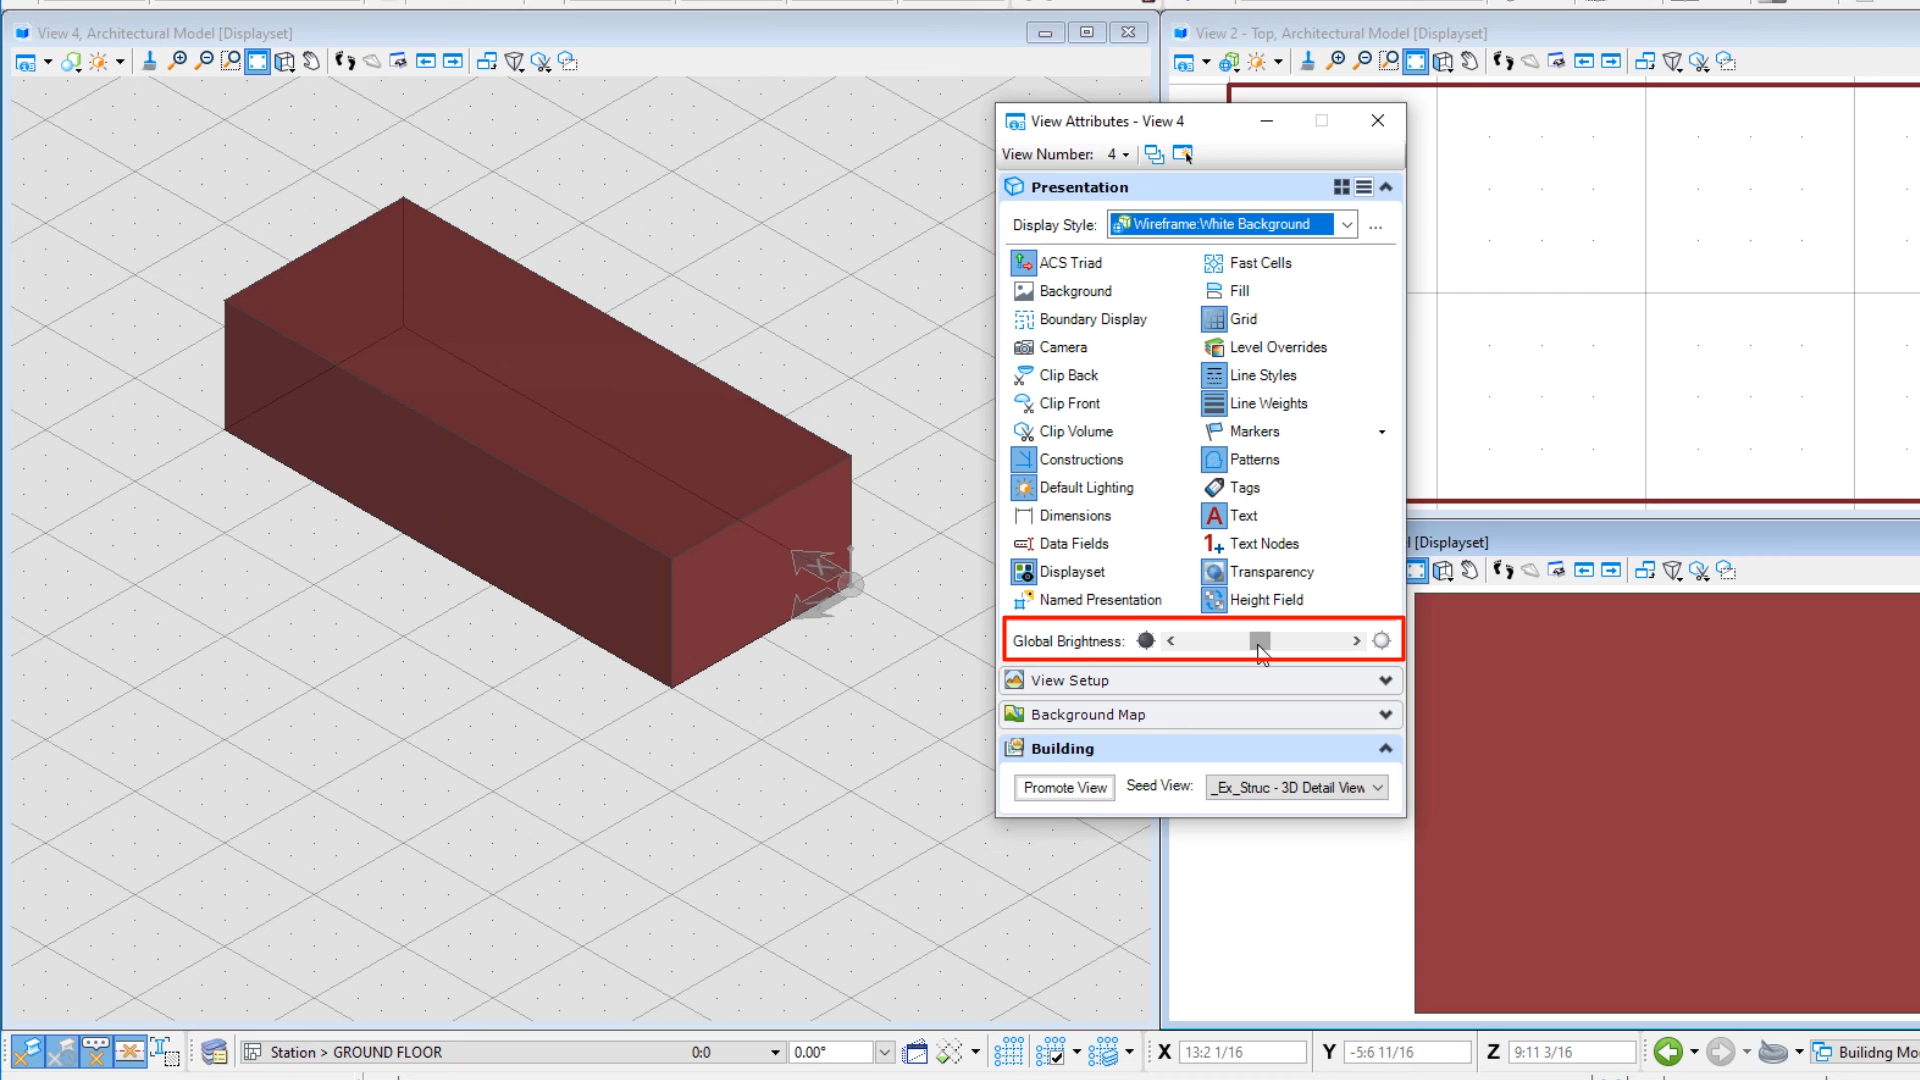 View 4, Architectural Model [Displayset]
View 2 - Top, Architectural Model [Displayset]
View Attributes - View 4
View Number: 4
Presentation
Display Style: Wireframe:White Background ...
ACS Triad
Fast Cells
Background
Fill
Boundary Display
Grid
Camera
Level Overrides
Clip Back
Line Styles
Clip Front
Line Weights
Clip Volume
Markers
Constructions
Patterns
Default Lighting
Tags
Dimensions
Text
Data Fields
Text Nodes
Displayset
Transparency
Named Presentation
Height Field
Global Brightness:
View Setup
Background Map
Building
Promote View Seed View: _Ex_Struc - 3D Detail View
l [Displayset]
X
Station > GROUND FLOOR 0:0 0.00° X 13:2 1/16 Y -5:6 11/16 Z 9:11 3/16 Builidng Mo